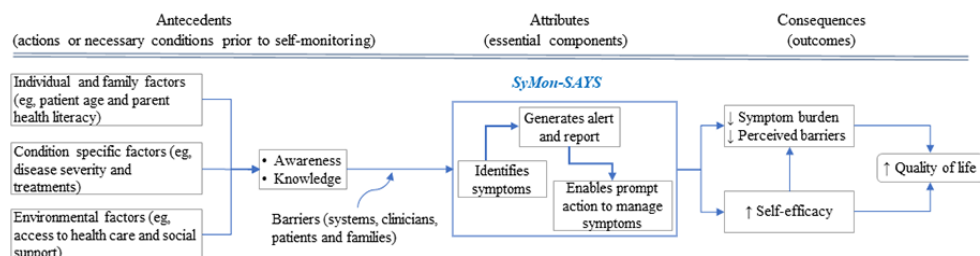 Antecedents
(actions or necessary conditions prior to self-monitoring)
Attributes
(essential components)
Consequences
(outcomes)
SyMon-SAYS
Individual and family factors
(eg, patient age and parent
health literacy)
Condition specific factors (eg,
disease severity and
treatments)
Environmental factors (eg,
access to health care and social
support)
• Awareness
• Knowledge
Barriers (systems, clinicians,
patients and families)
Identifies
symptoms
Generates alert
and report
Enables prompt
action to manage
symptoms
↓ Symptom burden
↓ Perceived barriers
↑ Self-efficacy
↑ Quality of life